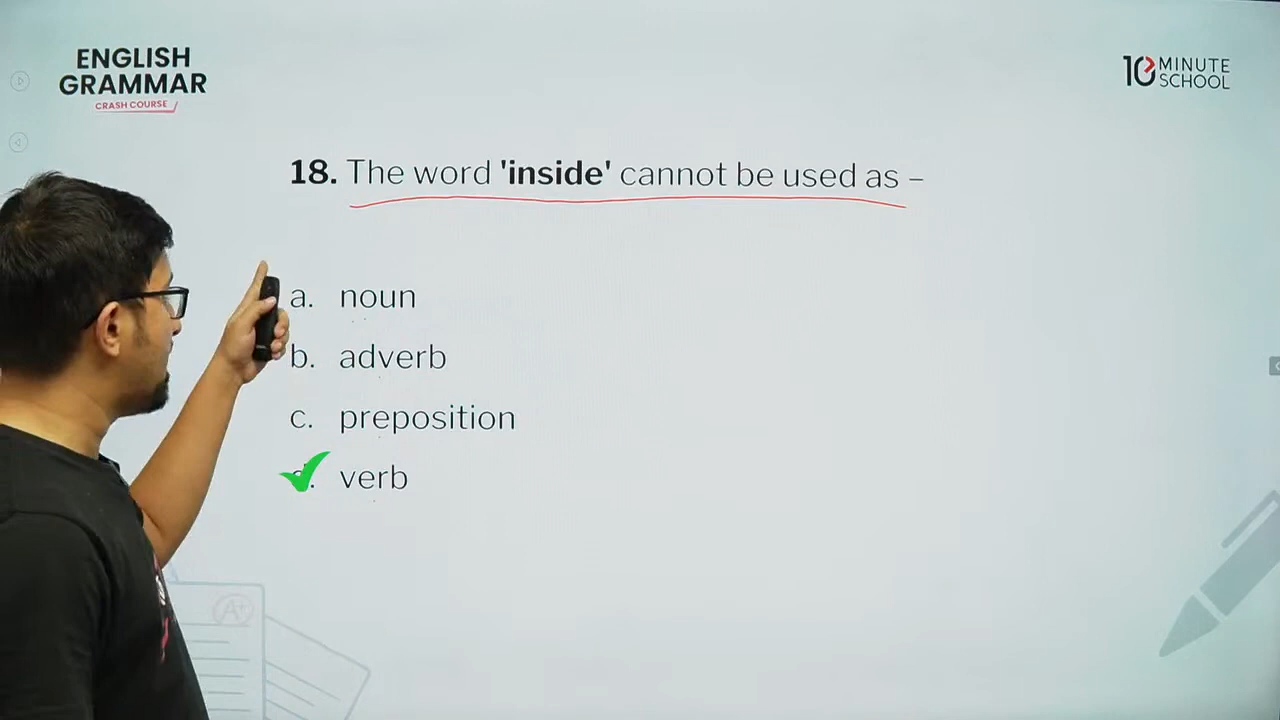 ENGLISH
GRAMMAR
CRASH COURSE
10 MINUTE
SCHOOL
18. The word 'inside' cannot be used as –
a. noun
b. adverb
c. preposition
verb
A+